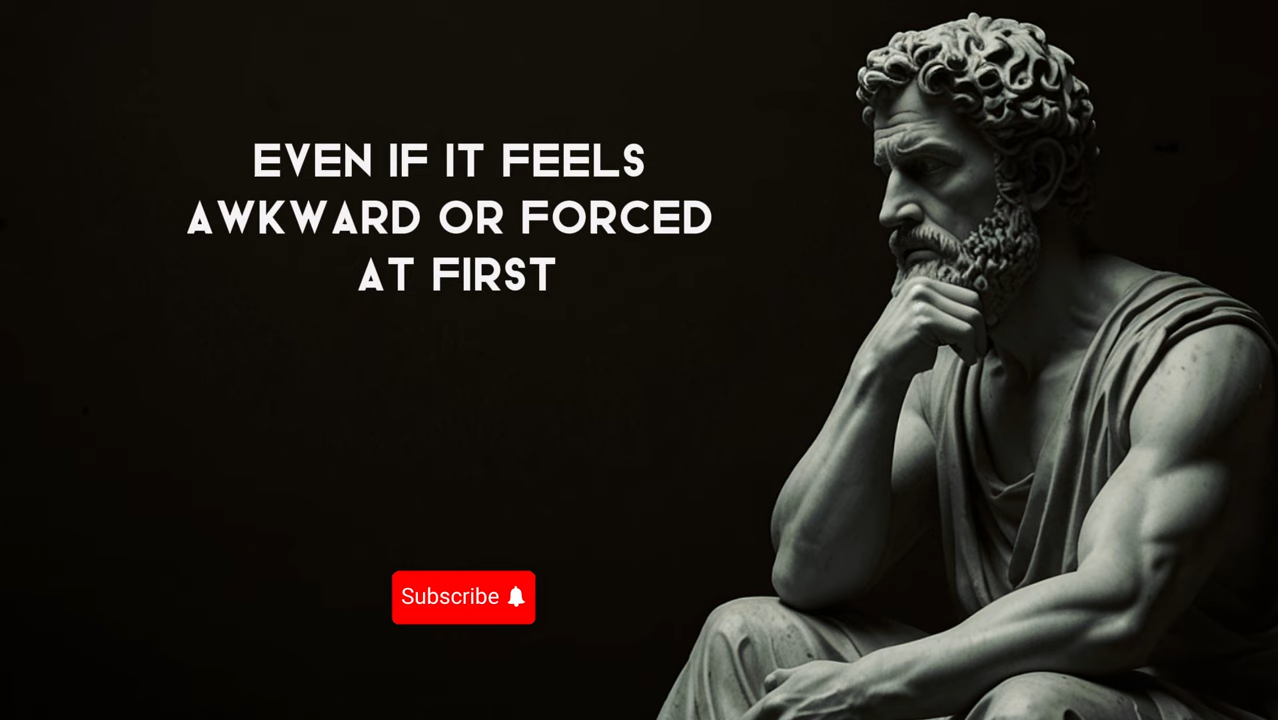 EVEN IF IT FEELS
AWKWARD OR FORCED
AT FIRST
Subscribe